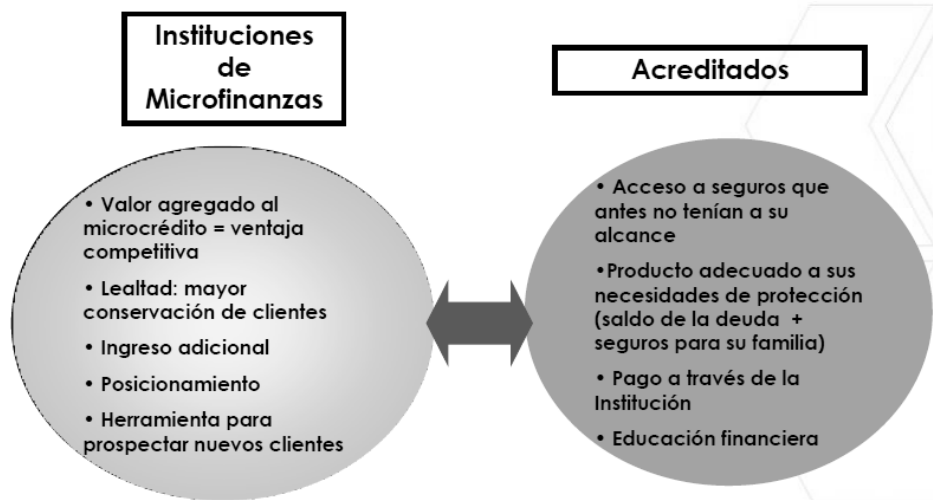 Instituciones
de
Microfinanzas
Acreditados
• Valor agregado al
microcrédito = ventaja
competitiva
• Lealtad: mayor
conservación de clientes
• Ingreso adicional
• Posicionamiento
• Herramienta para
prospectar nuevos clientes
• Acceso a seguros que
antes no tenían a su
alcance
•Producto adecuado a sus
necesidades de protección
(saldo de la deuda +
seguros para su familia)
• Pago a través de la
Institución
• Educación financiera